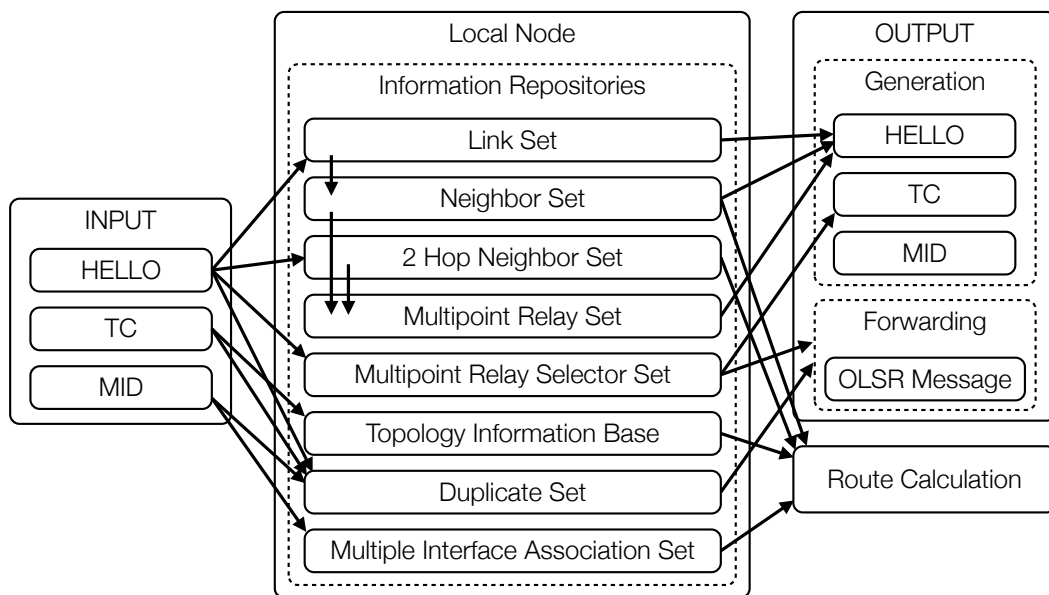 INPUT
HELLO
TC
MID
Local Node
Information Repositories
Link Set
Neighbor Set
2 Hop Neighbor Set
Multipoint Relay Set
Multipoint Relay Selector Set
Topology Information Base
Duplicate Set
Multiple Interface Association Set
OUTPUT
Generation
HELLO
TC
MID
Forwarding
OLSR Message
Route Calculation